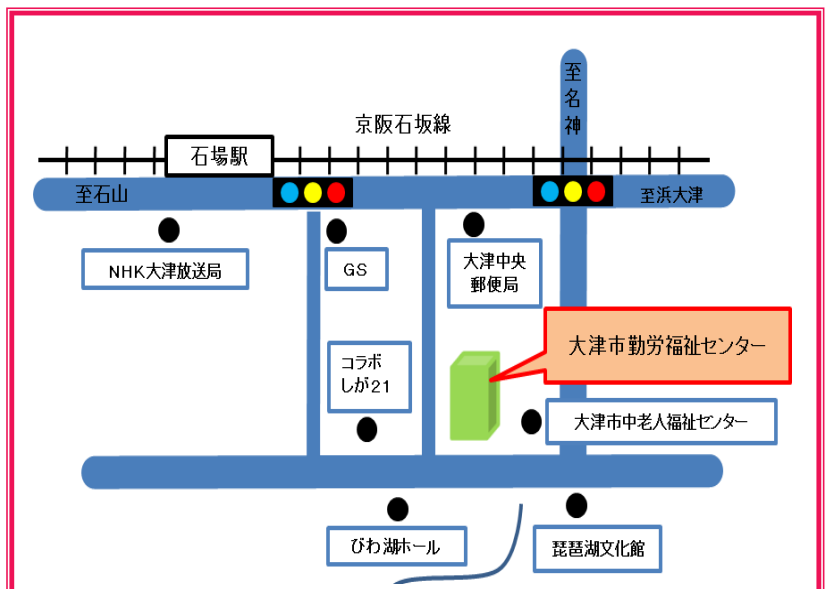 至名神
京阪石坂線
石場駅
至石山
至浜大津
NHK大津放送局
GS
大津中央
郵便局
大津市勤労福祉センター
コラボ
しが21
大津市中老人福祉センター
びわ湖ホール
琵琶湖文化館